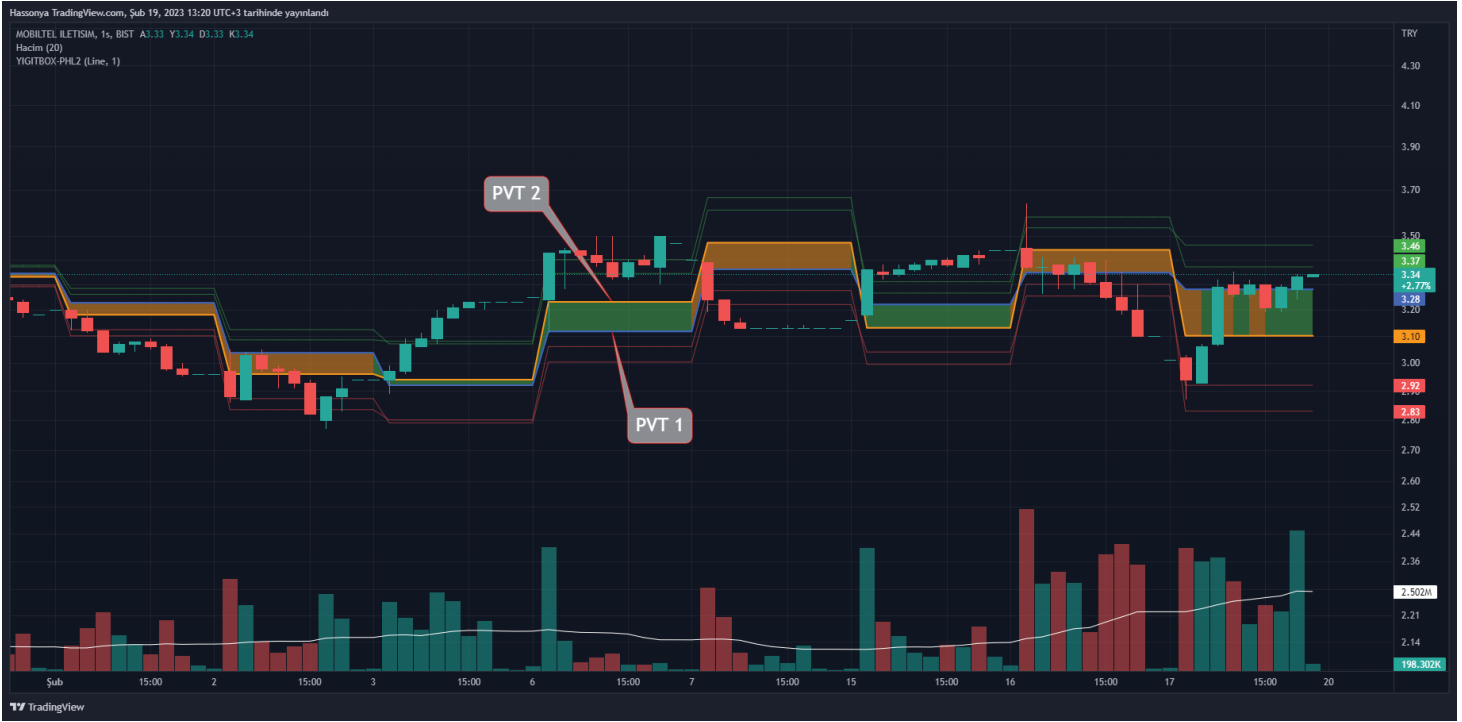 Hassonya TradingView.com, Şub 19, 2023 13:20 UTC+3 tarihinde yayınlandı
MOBILTEL ILETISIM, 1s, BIST A3.33 Y3.34 D3.33 K3.34
Hacim (20)
YIGITBOX-PHL2 (Line, 1)
TRY
4.30
4.10
3.90
3.70
3.50
3.46
3.37
3.34
+2.77%
3.28
3.20
3.10
3.00
2.92
2.90
2.83
2.80
2.70
2.60
2.52
2.44
2.36
2.502M
2.21
2.14
198.302K
PVT 2
PVT 1
Şub 15:00 2 15:00 3 15:00 6 15:00 7 15:00 15 15:00 16 15:00 17 15:00 20
TradingView